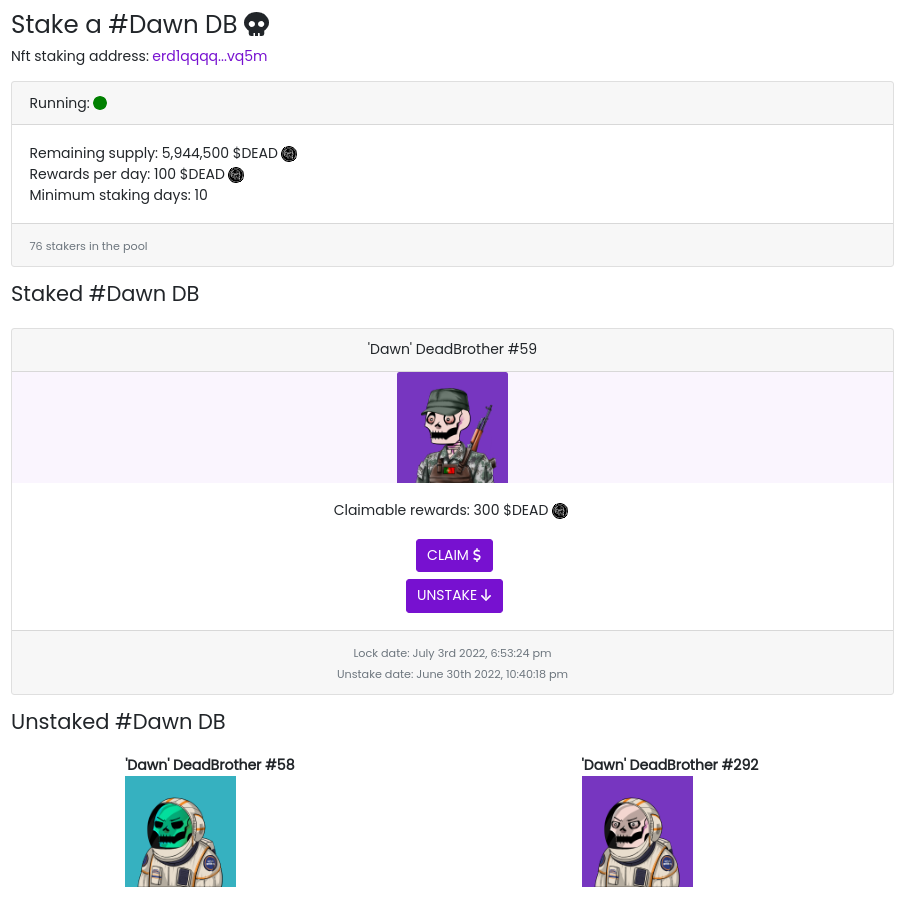 Stake a #Dawn DB
Nft staking address: erd1qqqq...vq5m
Running:
Remaining supply: 5,944,500 $DEAD
Rewards per day: 100 $DEAD
Minimum staking days: 10
76 stakers in the pool
Staked #Dawn DB
'Dawn' DeadBrother #59
Claimable rewards: 300 $DEAD
CLAIM $
UNSTAKE
Lock date: July 3rd 2022, 6:53:24 pm
Unstake date: June 30th 2022, 10:40:18 pm
Unstaked #Dawn DB
'Dawn' DeadBrother #58
'Dawn' DeadBrother #292